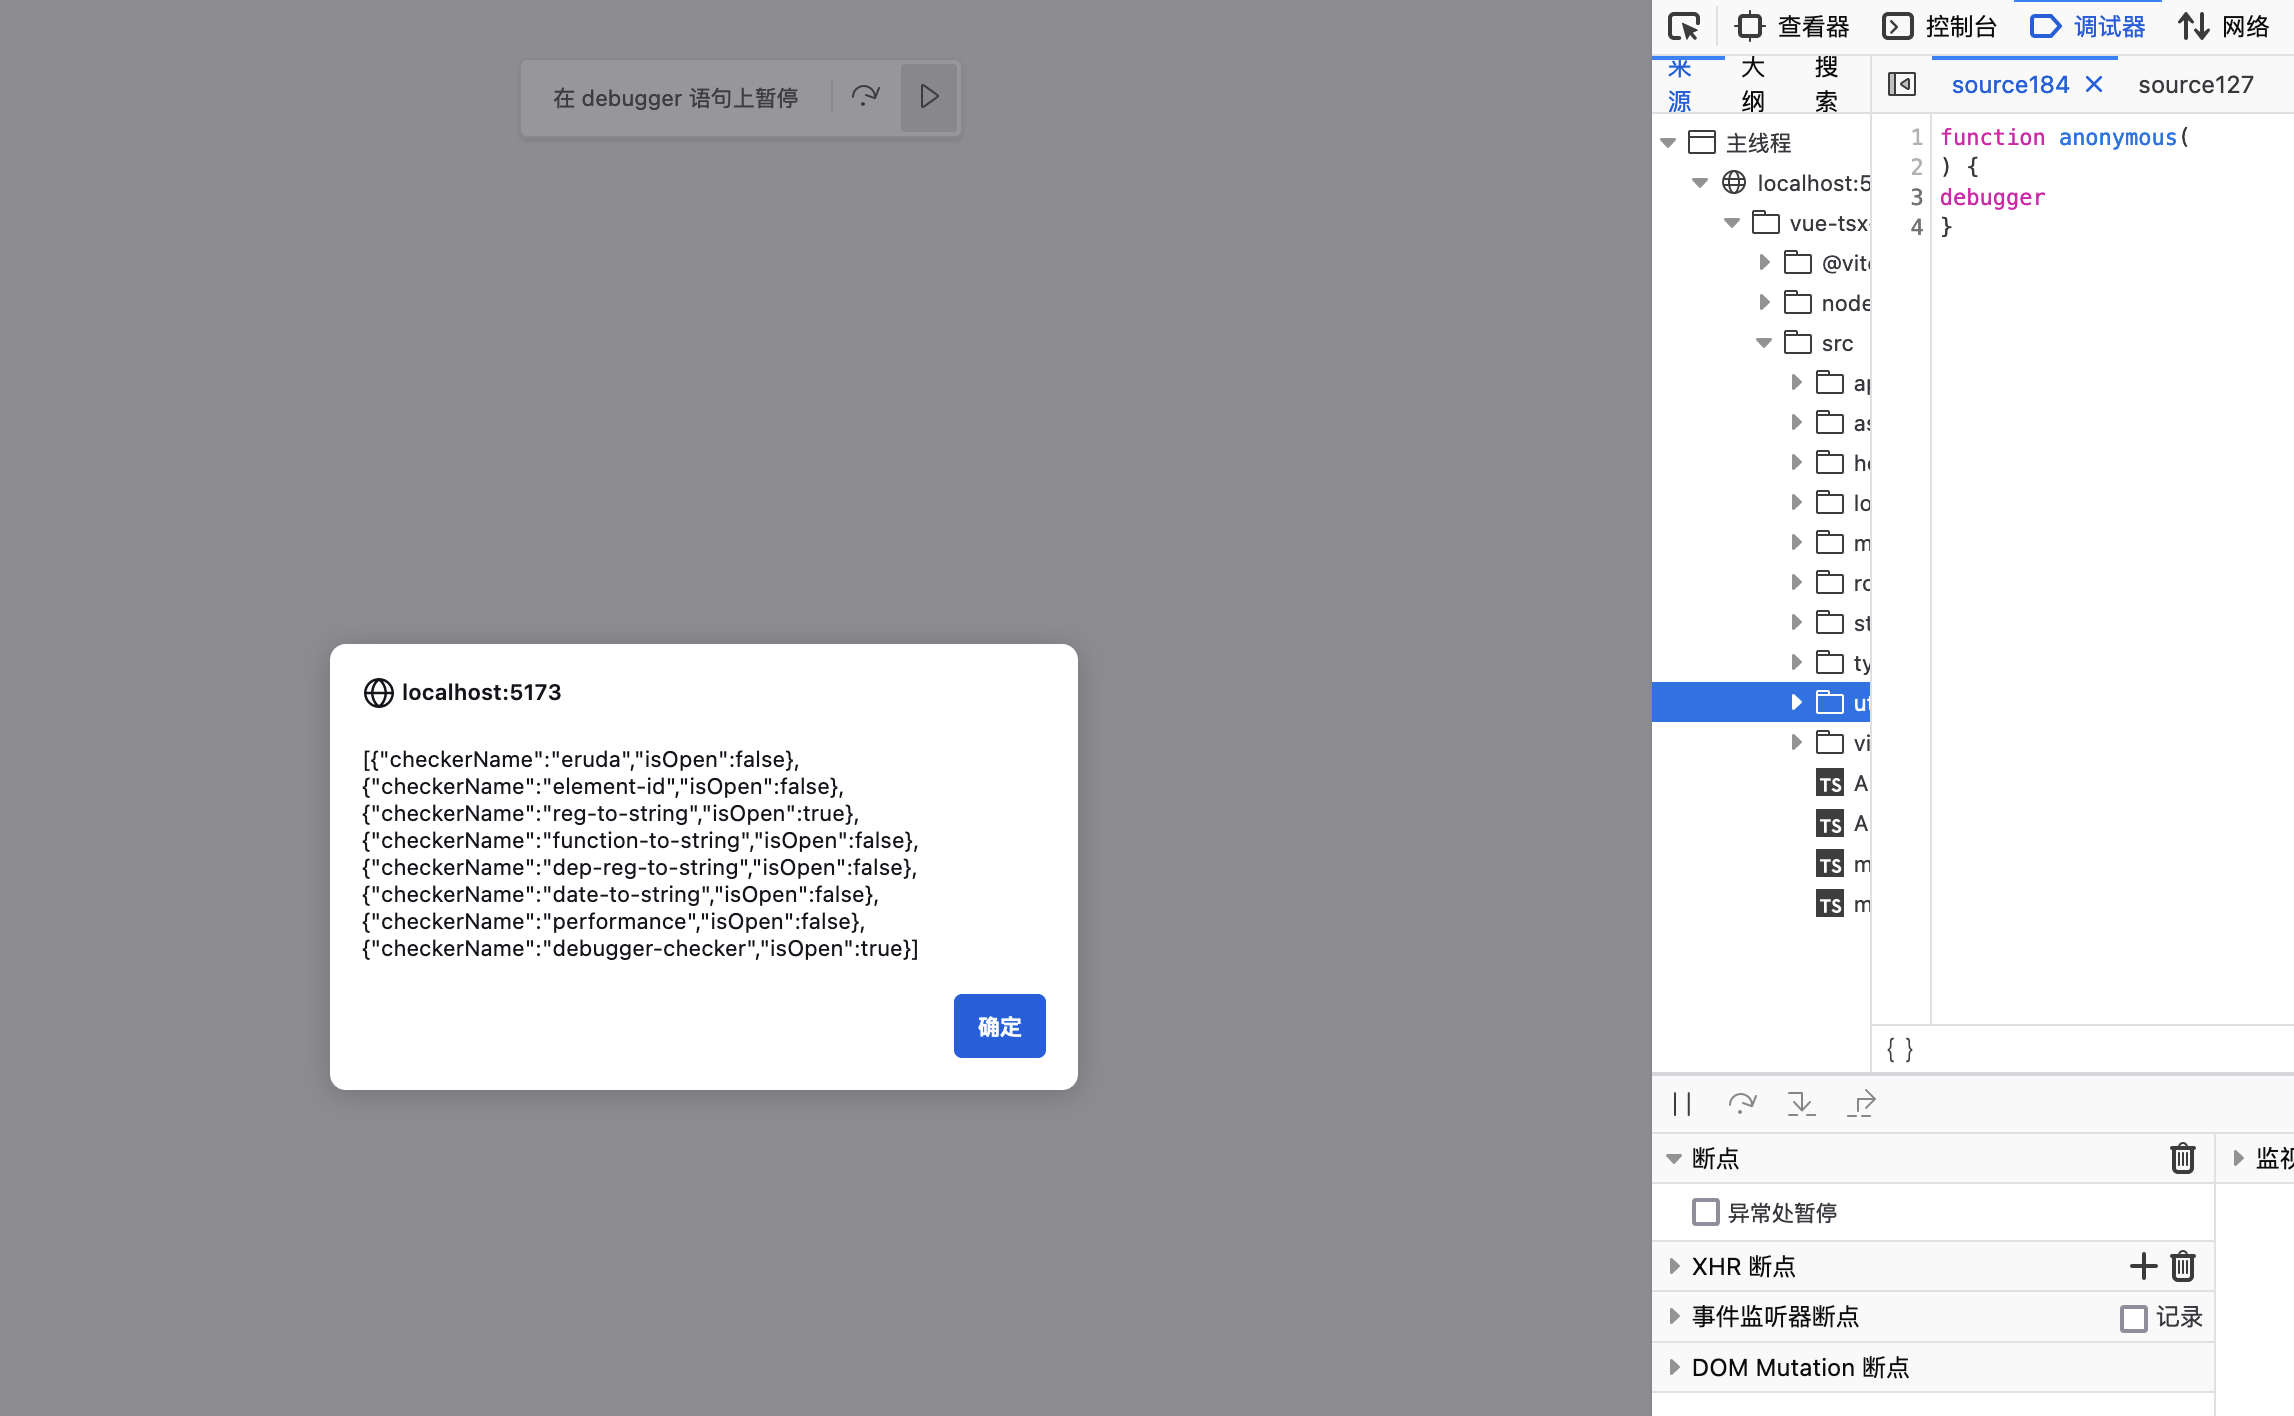 查看器
控制台
调试器
网络
在 debugger 语句上暂停
来源
大纲
搜索
source184
source127
主线程
localhost:5
vue-tsx-
@vite
node
src
ap
as
lo
m
st
ty
vi
TS A
TS A
TS m
TS m
1 function anonymous(
2 ) {
3 debugger
4 }
{ }
localhost:5173
[{"checkerName":"eruda","isOpen":false},
{"checkerName":"element-id","isOpen":false},
{"checkerName":"reg-to-string","isOpen":true},
{"checkerName":"function-to-string","isOpen":false},
{"checkerName":"dep-reg-to-string","isOpen":false},
{"checkerName":"date-to-string","isOpen":false},
{"checkerName":"performance","isOpen":false},
{"checkerName":"debugger-checker","isOpen":true}]
确定
断点
监视
异常处暂停
XHR 断点
事件监听器断点
记录
DOM Mutation 断点